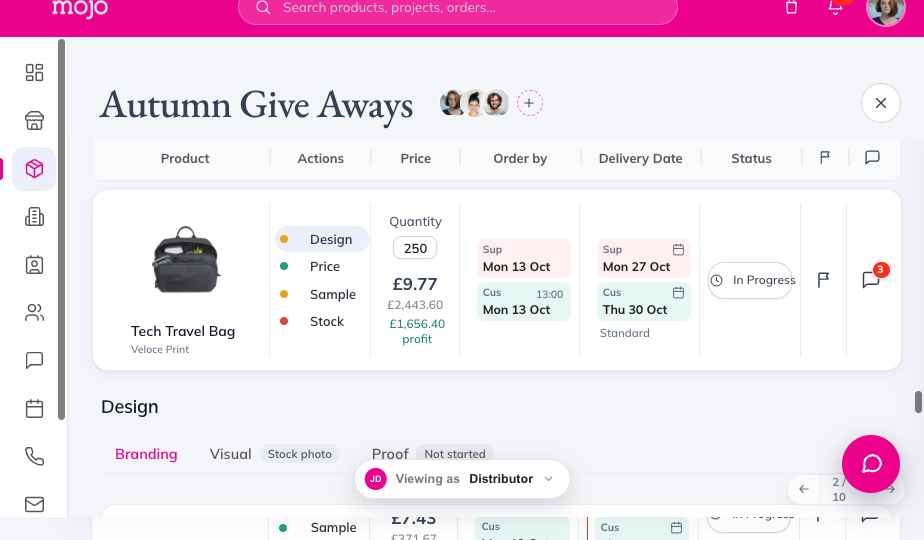 mojo
Search products, projects, orders...
Autumn Give Aways
Product Actions Price Order by Delivery Date Status
Quantity
250
£9.77
£2,443.60
£1,656.40
profit
Design
Price
Sample
Stock
Sup
Mon 13 Oct
Cus 13:00
Mon 13 Oct
Sup
Mon 27 Oct
Cus
Thu 30 Oct
Standard
In Progress
3
Tech Travel Bag
Veloce Print
Design
Branding Visual Stock photo Proof Not started
JD Viewing as Distributor
2 /
10
Sample
£7.43
£371.67
Cus
Cus
In Progress